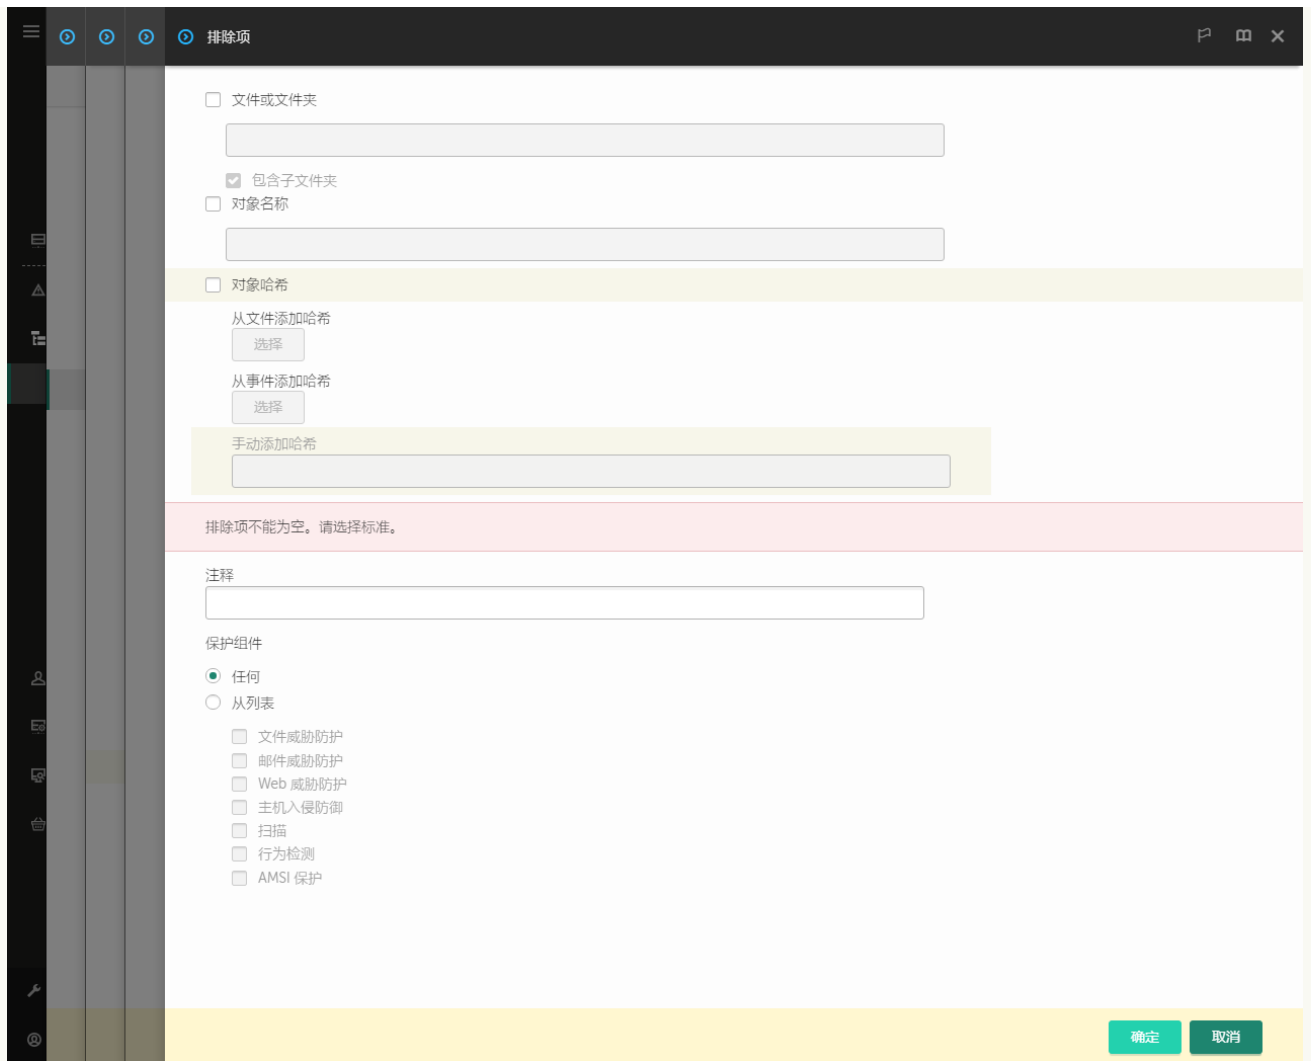 排除项
文件或文件夹
包含子文件夹
对象名称
对象哈希
从文件添加哈希
选择
从事件添加哈希
选择
手动添加哈希
排除项不能为空。请选择标准。
注释
保护组件
任何
从列表
文件威胁防护
邮件威胁防护
Web 威胁防护
主机入侵防御
扫描
行为检测
AMSI 保护
确定
取消